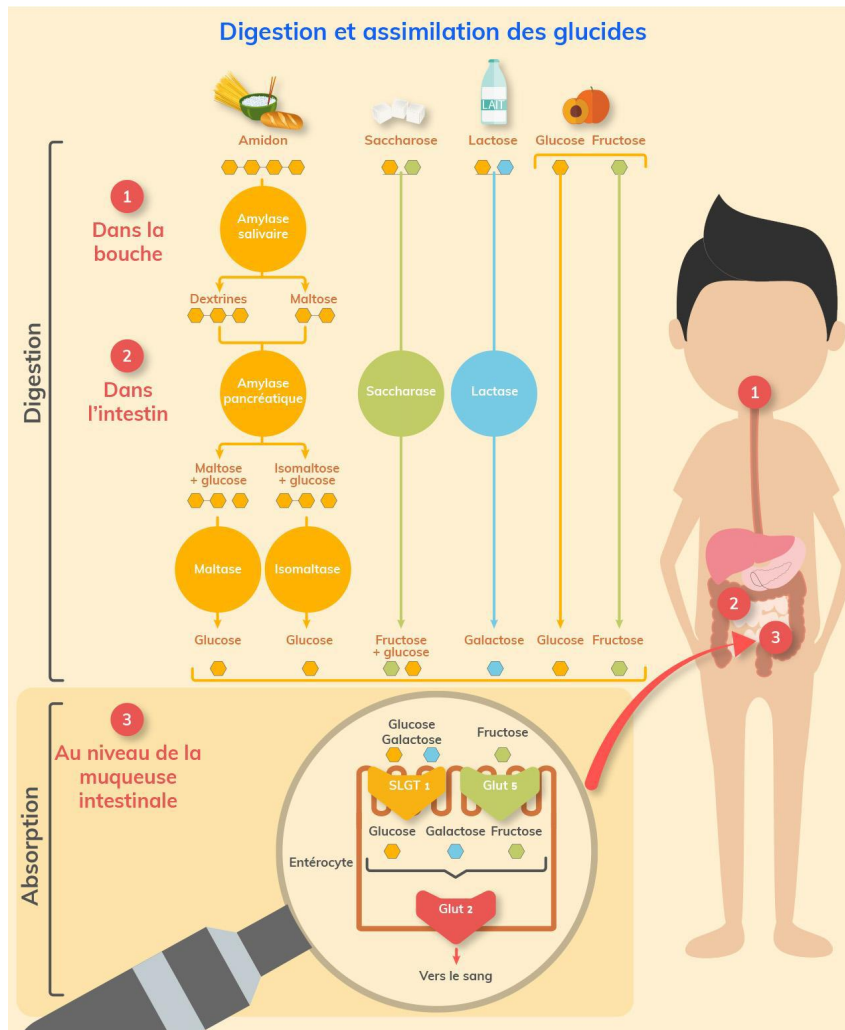 Digestion et assimilation des glucides
LAIT
Amidon
Saccharose
Lactose
Glucose
Fructose
Digestion
1
Dans la
bouche
Amylase
salivaire
Dextrines
Maltose
2
Dans
l'intestin
Amylase
pancréatique
Saccharase
Lactase
Maltose
+ glucose
Isomaltose
+ glucose
Maltase
Isomaltase
Glucose
Glucose
Fructose
+ glucose
Galactose
Glucose
Fructose
1
2
3
Absorption
3
Au niveau de la
muqueuse
intestinale
Glucose
Galactose
Fructose
SLGT 1
Glut 5
Glucose
Galactose
Fructose
Entérocyte
Glut 2
Vers le sang